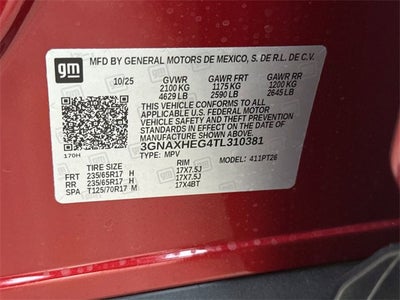 gm MFD BY GENERAL MOTORS DE MEXICO, S. DE R.L. DE C.V.
10/25 GVWR GAWR FRT GAWR RR
2100 KG 1175 KG 1200 KG
4629 LB 2590 LB 2645 LB
THIS VEHICLE CONFORMS TO ALL
APPLICABLE U.S. FEDERAL MOTOR
VEHICLE SAFETY, BUMPER, AND THEFT
PREVENTION STANDARDS IN EFFECT ON THE
DATE OF MANUFACTURE SHOWN ABOVE.
3GNAXHEG4TL310381
170H TYPE: MPV MODEL: 411PT26
TIRE SIZE RIM
FRT 235/65R17 H 17X7.5J
RR 235/65R17 H 17X7.5J
SPA T125/70R17 M 17X4BT